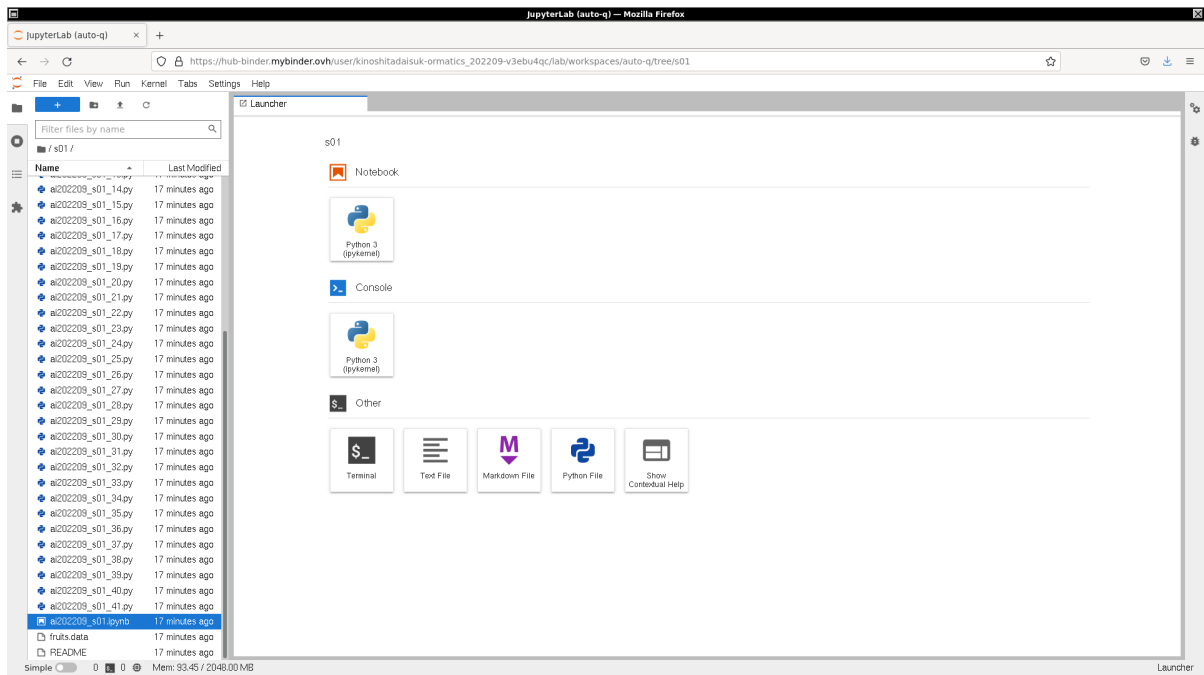 JupyterLab (auto-q) — Mozilla Firefox
JupyterLab (auto-q)
https://hub-binder.mybinder.ovh/user/kinoshitadaisuk-ormatics_202209-v3ebu4qc/lab/workspaces/auto-q/tree/s01
File Edit View Run Kernel Tabs Settings Help
Launcher
Filter files by name
/ s01 /
Name Last Modified
ai202209_s01_14.py 17 minutes ago
ai202209_s01_15.py 17 minutes ago
ai202209_s01_16.py 17 minutes ago
ai202209_s01_17.py 17 minutes ago
ai202209_s01_18.py 17 minutes ago
ai202209_s01_19.py 17 minutes ago
ai202209_s01_20.py 17 minutes ago
ai202209_s01_21.py 17 minutes ago
ai202209_s01_22.py 17 minutes ago
ai202209_s01_23.py 17 minutes ago
ai202209_s01_24.py 17 minutes ago
ai202209_s01_25.py 17 minutes ago
ai202209_s01_26.py 17 minutes ago
ai202209_s01_27.py 17 minutes ago
ai202209_s01_28.py 17 minutes ago
ai202209_s01_29.py 17 minutes ago
ai202209_s01_30.py 17 minutes ago
ai202209_s01_31.py 17 minutes ago
ai202209_s01_32.py 17 minutes ago
ai202209_s01_33.py 17 minutes ago
ai202209_s01_34.py 17 minutes ago
ai202209_s01_35.py 17 minutes ago
ai202209_s01_36.py 17 minutes ago
ai202209_s01_37.py 17 minutes ago
ai202209_s01_38.py 17 minutes ago
ai202209_s01_39.py 17 minutes ago
ai202209_s01_40.py 17 minutes ago
ai202209_s01_41.py 17 minutes ago
ai202209_s01.ipynb 17 minutes ago
fruits.data 17 minutes ago
README 17 minutes ago
s01
Notebook
Python 3
(ipykernel)
Console
Python 3
(ipykernel)
$_ Other
$_ M
Terminal Text File Markdown File Python File Show
Contextual Help
Simple 0 0 Mem: 93.45 / 2048.00 MB Launcher